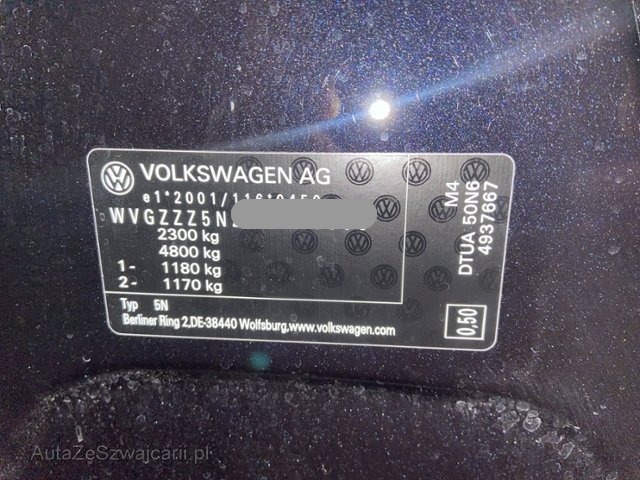 VOLKSWAGEN AG
WVGZZZ5N
2300 kg
4800 kg
1- 1180 kg
2- 1170 kg
Typ 5N
Berliner Ring 2,DE-38440 Wolfsburg,www.volkswagen.com
M4
DTUA 50N6
4937667
0,50
AutaZeSzwajcarii.pl